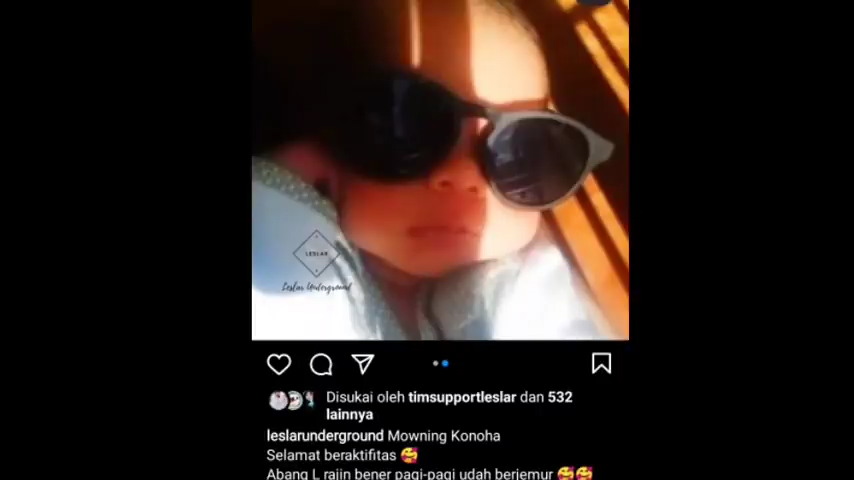 LESLAR
Leslar Underground
Disukai oleh timsupportleslar dan 532
lainnya
leslarunderground Mowning Konoha
Selamat beraktifitas 🥰
Abang L rajin bener pagi-pagi udah berjemur 🥰🥰